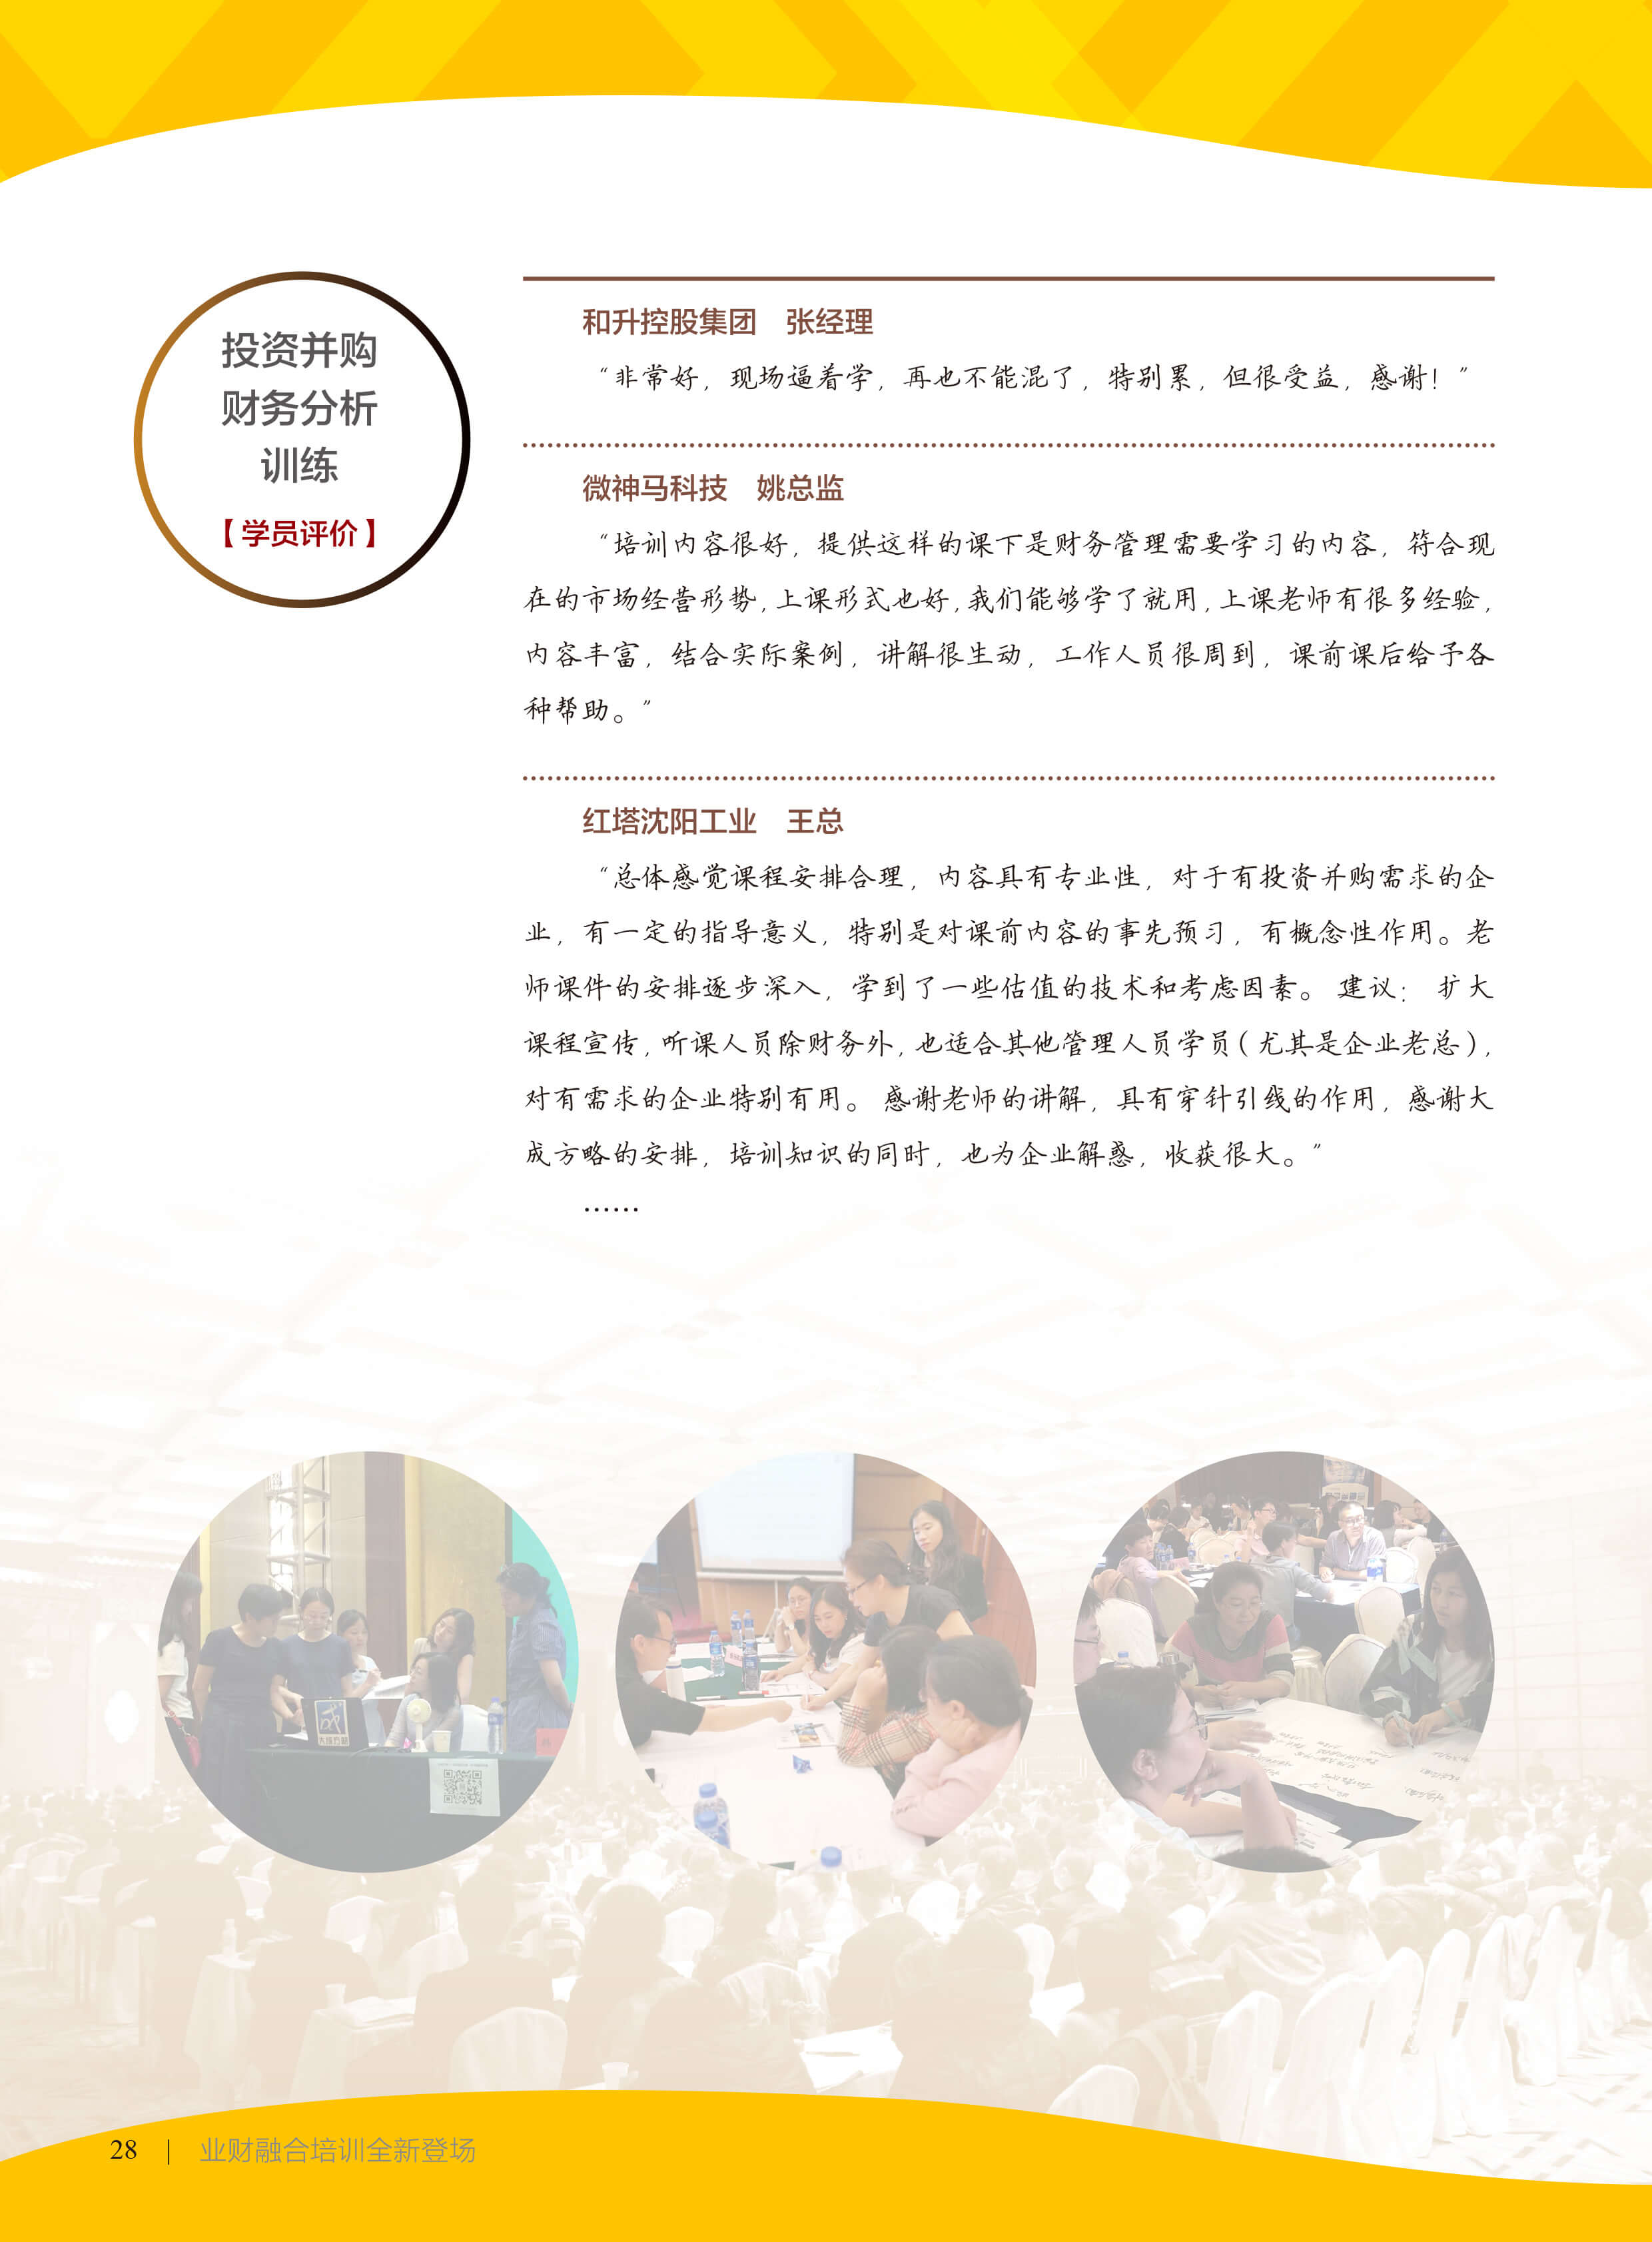 投资并购
财务分析
训练
【学员评价】
和升控股集团　张经理
“非常好，现场逼着学，再也不能混了，特别累，但很受益，感谢！”
微神马科技　姚总监
“培训内容很好，提供这样的课下是财务管理需要学习的内容，符合现
在的市场经营形势，上课形式也好，我们能够学了就用，上课老师有很多经验，
内容丰富，结合实际案例，讲解很生动，工作人员很周到，课前课后给予各
种帮助。”
红塔沈阳工业　王总
“总体感觉课程安排合理，内容具有专业性，对于有投资并购需求的企
业，有一定的指导意义，特别是对课前内容的事先预习，有概念性作用。老
师课件的安排逐步深入，学到了一些估值的技术和考虑因素。 建议： 扩大
课程宣传，听课人员除财务外，也适合其他管理人员学员（尤其是企业老总），
对有需求的企业特别有用。 感谢老师的讲解，具有穿针引线的作用，感谢大
成方略的安排，培训知识的同时，也为企业解惑，收获很大。”
……
大成方略
28 | 业财融合培训全新登场